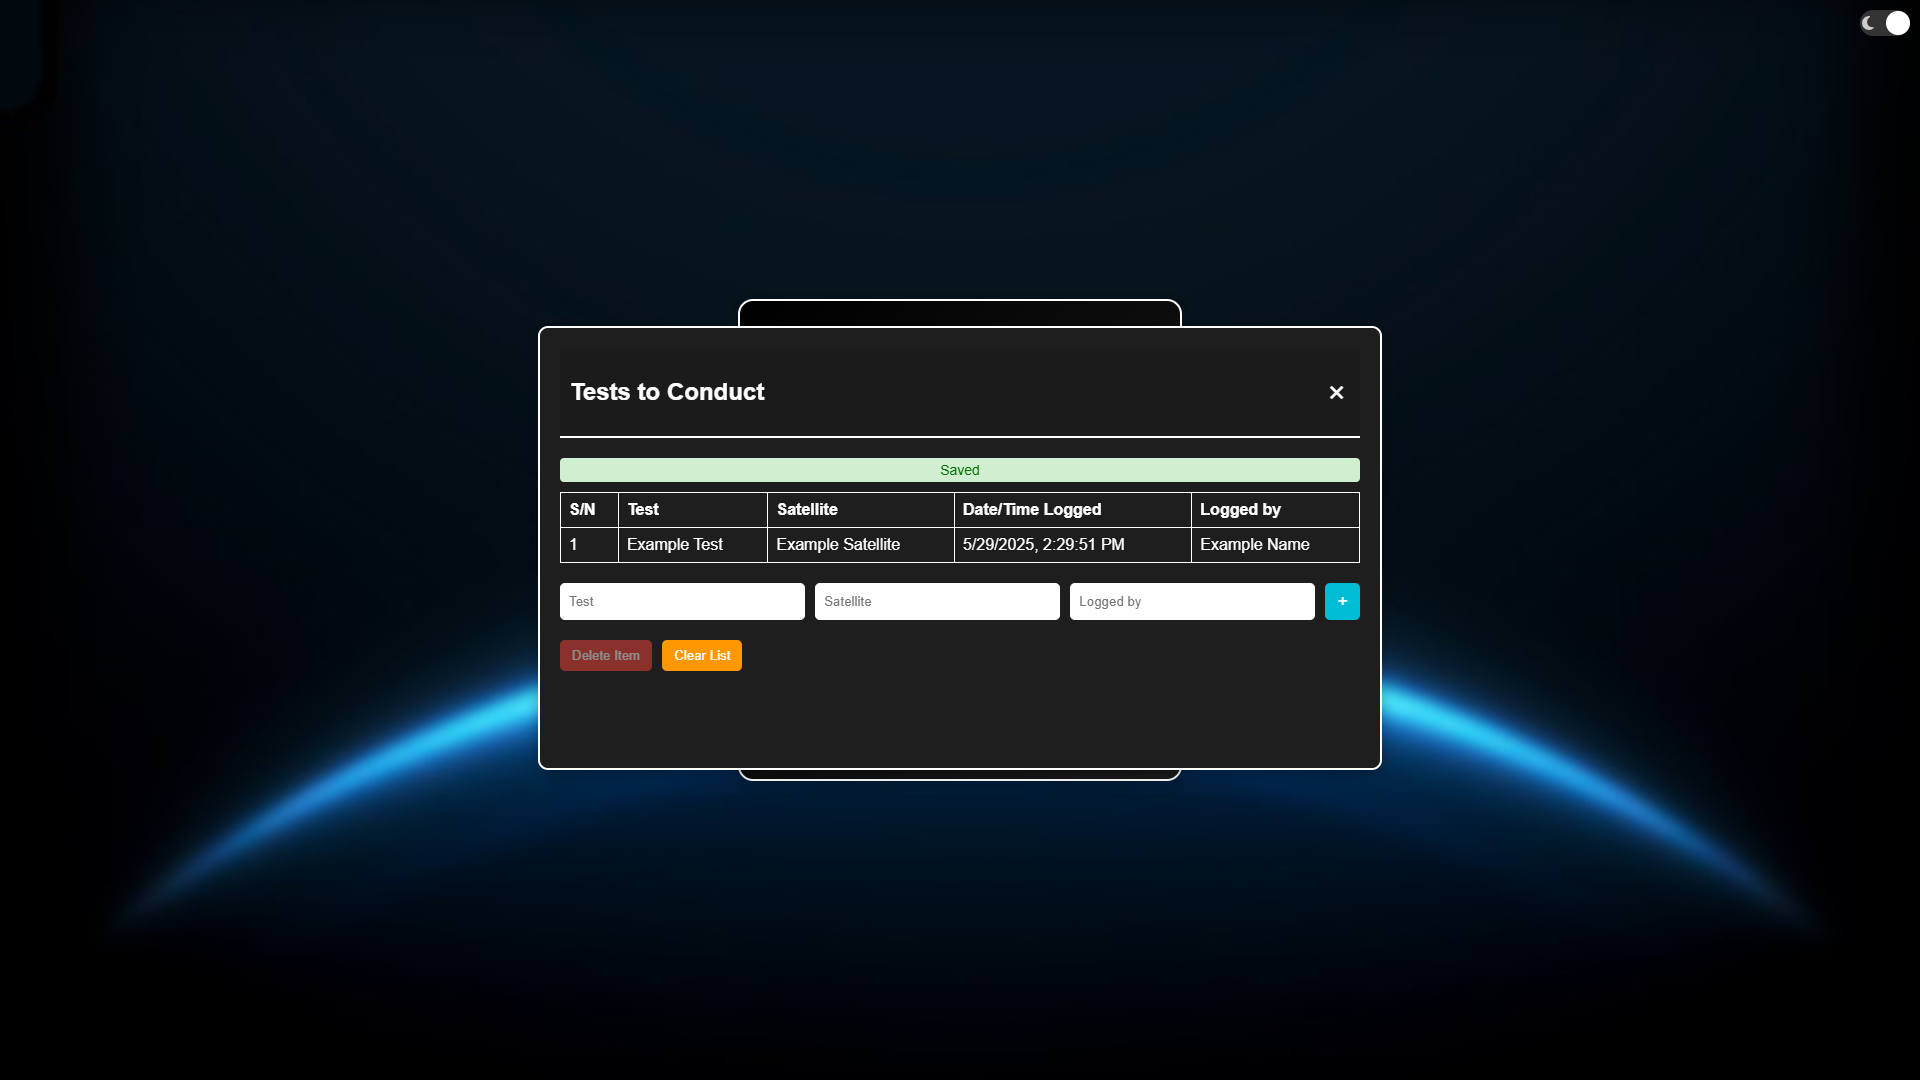 Tests to Conduct ×
Saved
S/N Test Satellite Date/Time Logged Logged by
1 Example Test Example Satellite 5/29/2025, 2:29:51 PM Example Name
Test Satellite Logged by +
Delete Item Clear List